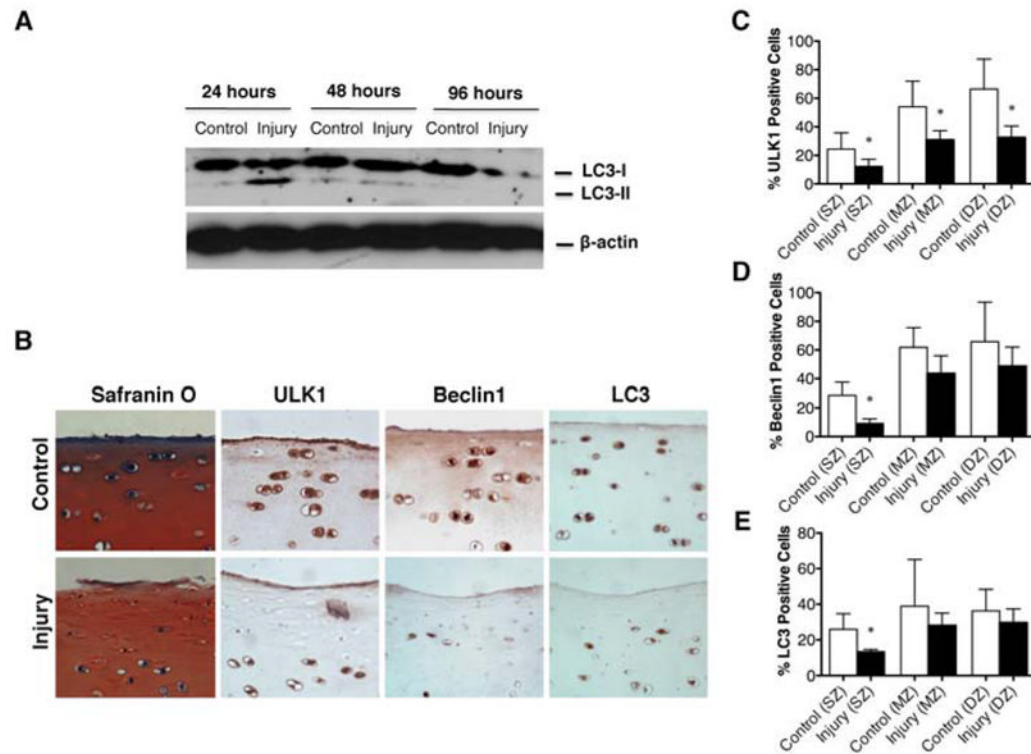 A
24 hours 48 hours 96 hours
Control Injury Control Injury Control Injury
LC3-I
LC3-II
β-actin
B
Safranin O ULK1 Beclin1 LC3
Control
Injury
C
% ULK1 Positive Cells
100
80
60
40
20
0
* * *
Control (SZ) Injury (SZ) Control (MZ) Injury (MZ) Control (DZ) Injury (DZ)
D
% Beclin1 Positive Cells
100
80
60
40
20
0
*
Control (SZ) Injury (SZ) Control (MZ) Injury (MZ) Control (DZ) Injury (DZ)
E
% LC3 Positive Cells
80
60
40
20
0
*
Control (SZ) Injury (SZ) Control (MZ) Injury (MZ) Control (DZ) Injury (DZ)